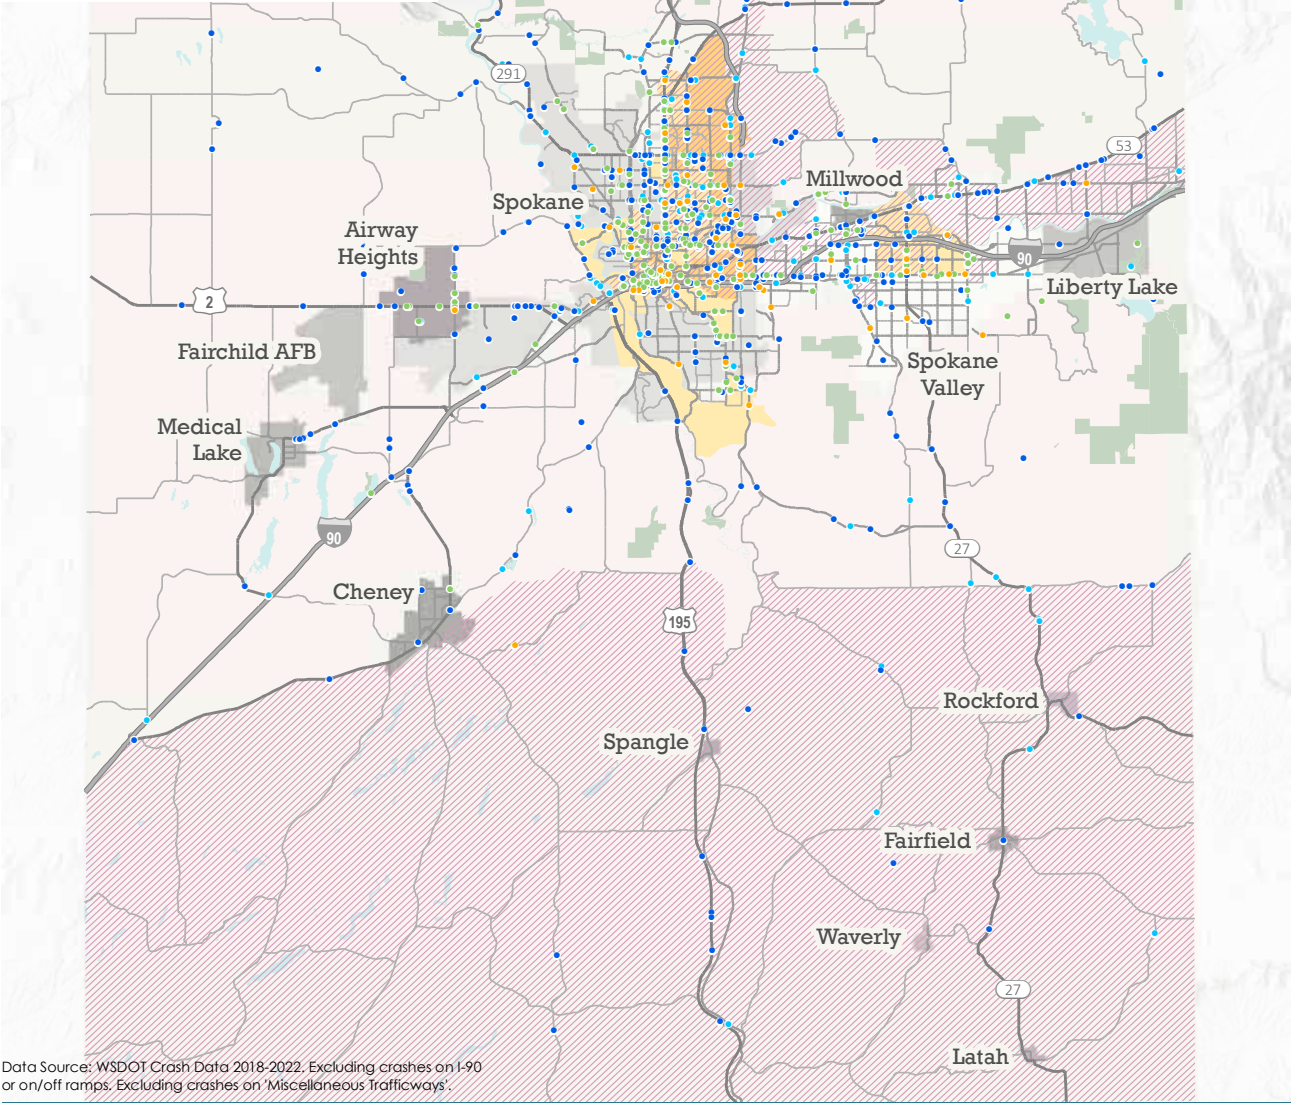 291
53
Millwood
Spokane
Airway
Heights
90
Liberty Lake
2
Fairchild AFB
Spokane
Valley
Medical
Lake
90
27
Cheney
195
Rockford
Spangle
Fairfield
Waverly
27
Latah
Data Source: WSDOT Crash Data 2018-2022. Excluding crashes on I-90
or on/off ramps. Excluding crashes on 'Miscellaneous Trafficways'.